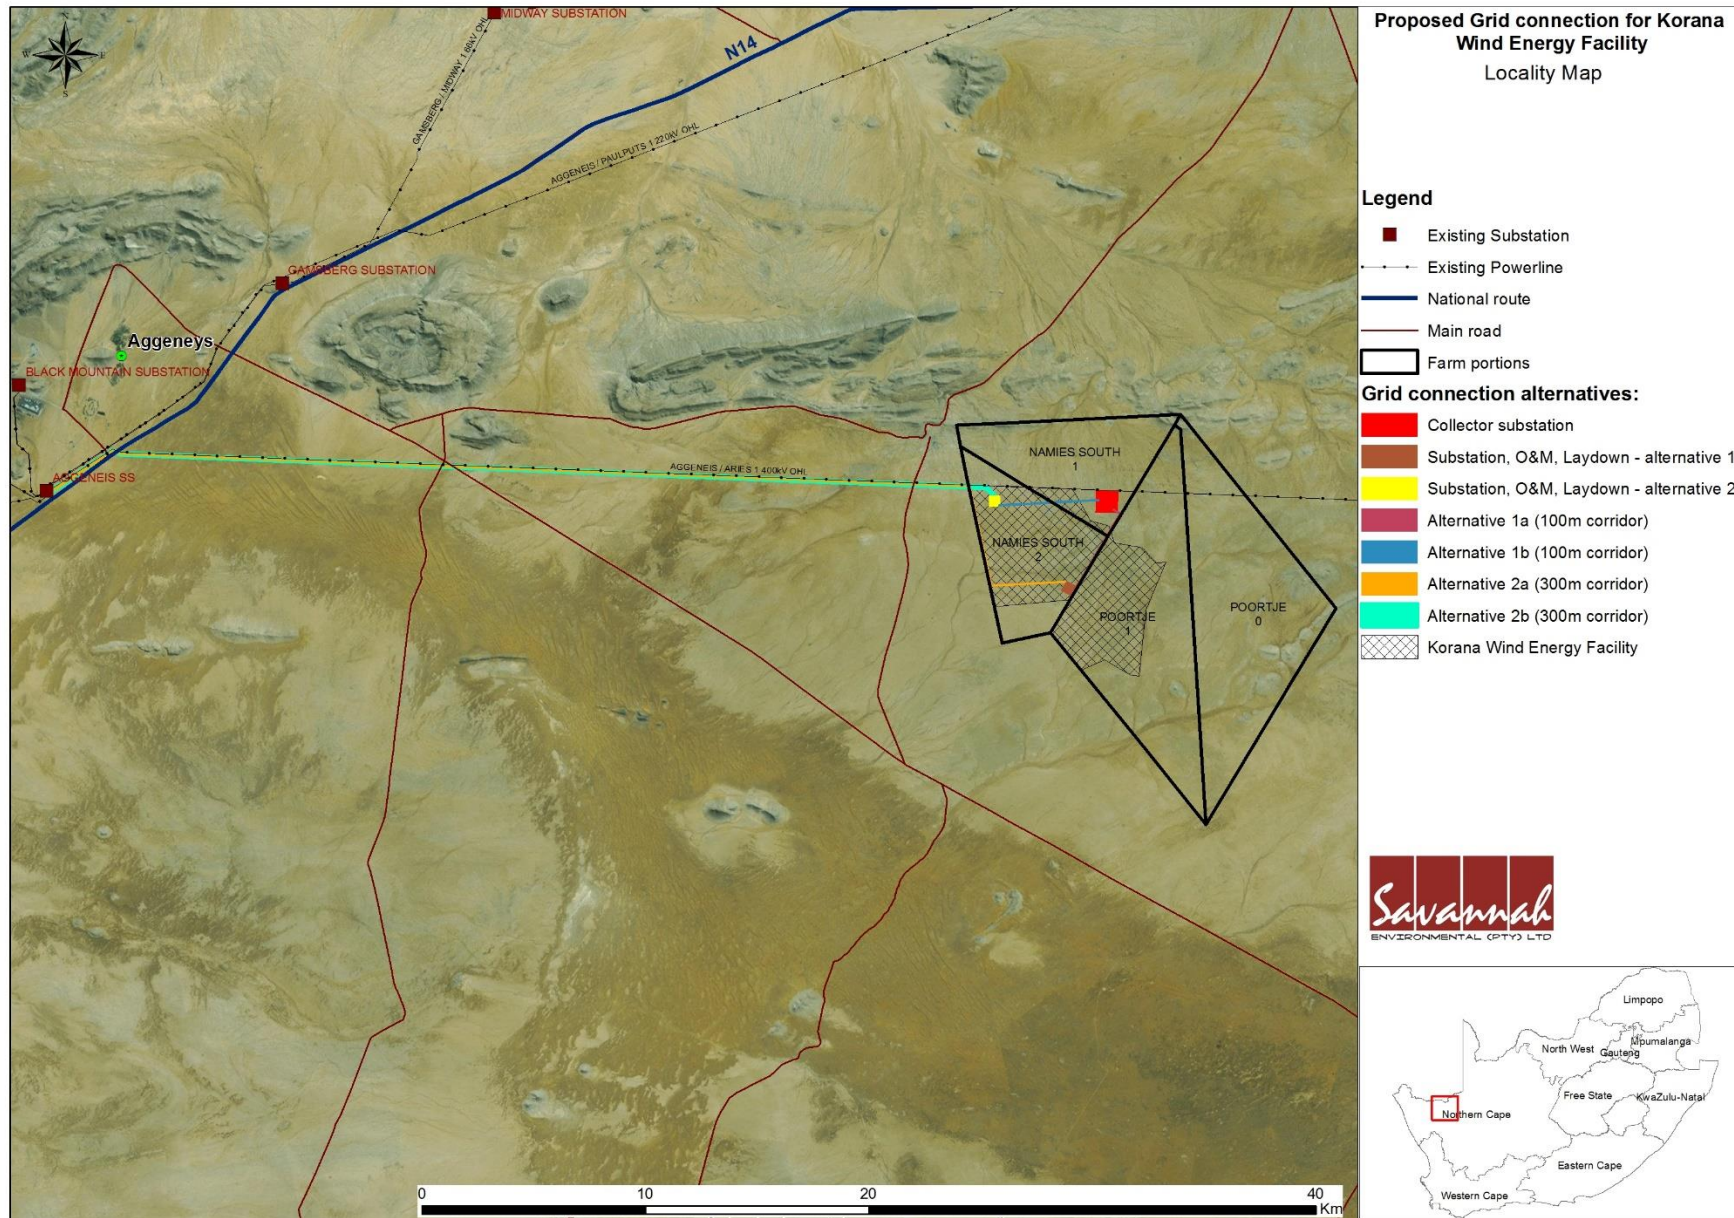 Proposed Grid connection for Korana
Wind Energy Facility
Locality Map
N
W
E
S
MIDWAY SUBSTATION
N14
GAMSBERG / MIDWAY 1 66kV OHL
AGGENEIS / PAULPUTS 1 220kV OHL
GAMSBERG SUBSTATION
Aggeneys
BLACK MOUNTAIN SUBSTATION
AGGENEIS SS
AGGENEIS / ARIES 1 400kV OHL
NAMIES SOUTH
1
NAMIES SOUTH
2
POORTJE
1
POORTJE
0
0
10
20
40
Km
Legend
Existing Substation
Existing Powerline
National route
Main road
Farm portions
Grid connection alternatives:
Collector substation
Substation, O&M, Laydown - alternative 1
Substation, O&M, Laydown - alternative 2
Alternative 1a (100m corridor)
Alternative 1b (100m corridor)
Alternative 2a (300m corridor)
Alternative 2b (300m corridor)
Korana Wind Energy Facility
Savannah
ENVIRONMENTAL (PTY) LTD
Limpopo
North West
Mpumalanga
Gauteng
Free State
KwaZulu-Natal
Northern Cape
Eastern Cape
Western Cape